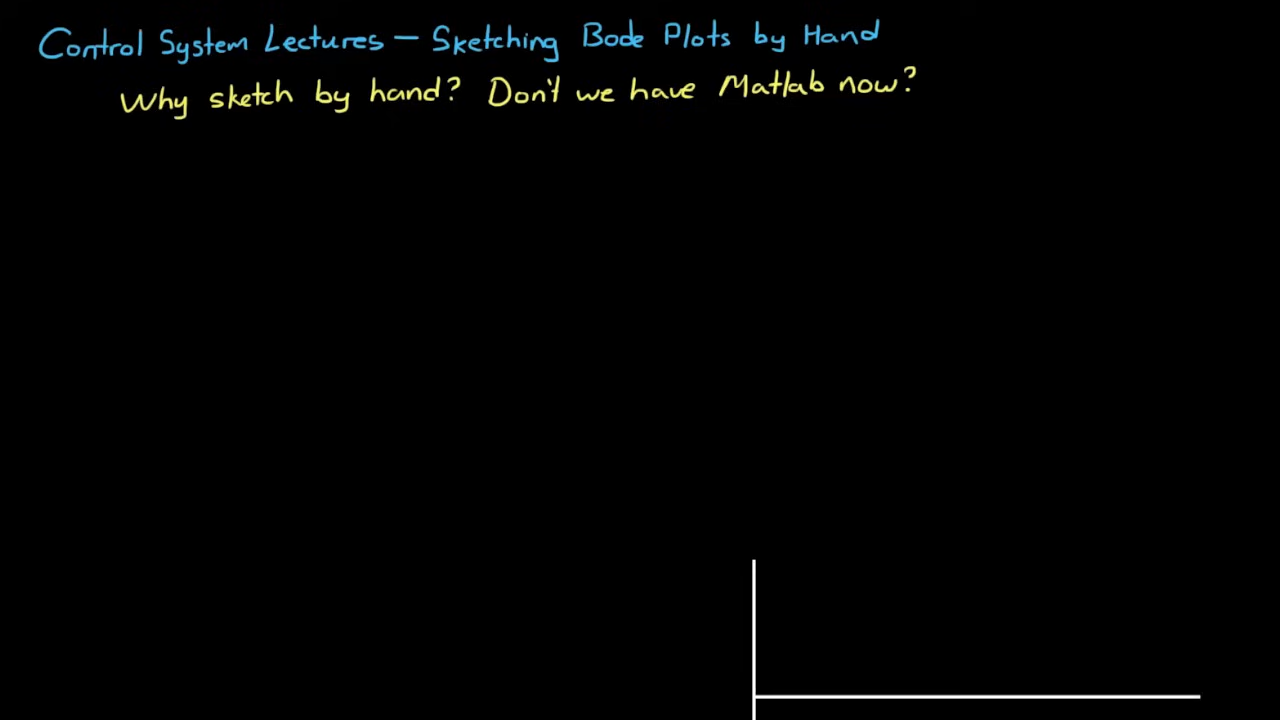 Control System Lectures – Sketching Bode Plots by Hand
Why sketch by hand? Don't we have Matlab now?